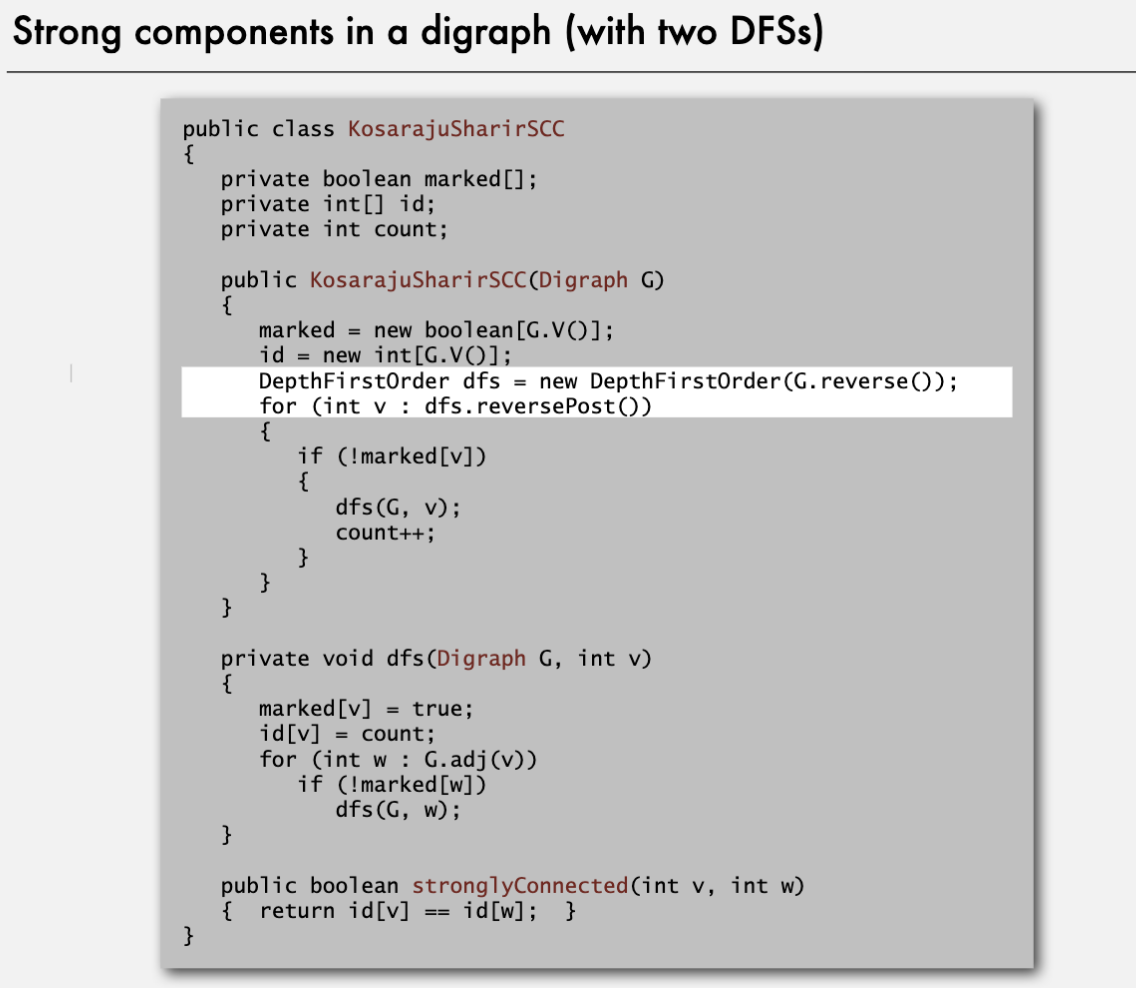 Strong components in a digraph (with two DFSs)
public class KosarajuSharirSCC
{
   private boolean marked[];
   private int[] id;
   private int count;

   public KosarajuSharirSCC(Digraph G)
   {
      marked = new boolean[G.V()];
      id = new int[G.V()];
      DepthFirstOrder dfs = new DepthFirstOrder(G.reverse());
      for (int v : dfs.reversePost())
      {
         if (!marked[v])
         {
            dfs(G, v);
            count++;
         }
      }
   }

   private void dfs(Digraph G, int v)
   {
      marked[v] = true;
      id[v] = count;
      for (int w : G.adj(v))
         if (!marked[w])
            dfs(G, w);
   }

   public boolean stronglyConnected(int v, int w)
   {  return id[v] == id[w];  }
}